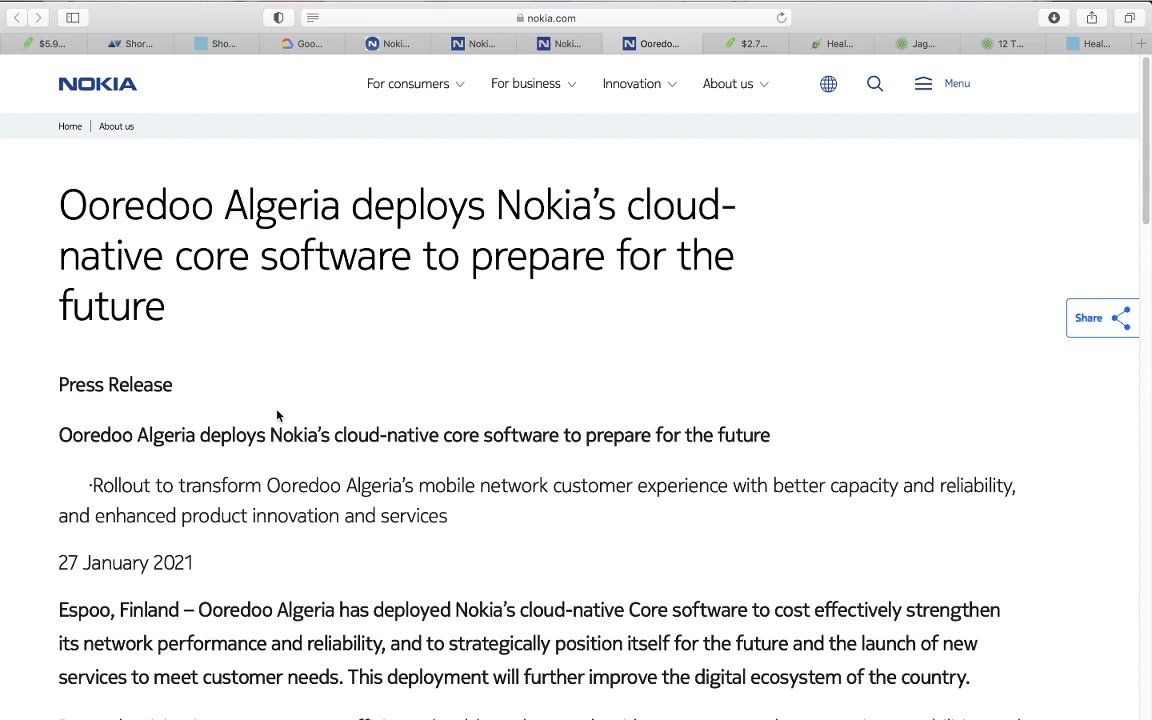 nokia.com
$5.9...
Shor...
Sho...
Goo...
Noki...
Noki...
Noki...
Ooredo...
$2.7...
Heal...
Jag...
12 T...
Heal...
NOKIA
For consumers
For business
Innovation
About us
Menu
Home
About us
Ooredoo Algeria deploys Nokia’s cloud-
native core software to prepare for the
future
Share
Press Release
Ooredoo Algeria deploys Nokia’s cloud-native core software to prepare for the future
·Rollout to transform Ooredoo Algeria’s mobile network customer experience with better capacity and reliability,
and enhanced product innovation and services
27 January 2021
Espoo, Finland – Ooredoo Algeria has deployed Nokia’s cloud-native Core software to cost effectively strengthen
its network performance and reliability, and to strategically position itself for the future and the launch of new
services to meet customer needs. This deployment will further improve the digital ecosystem of the country.